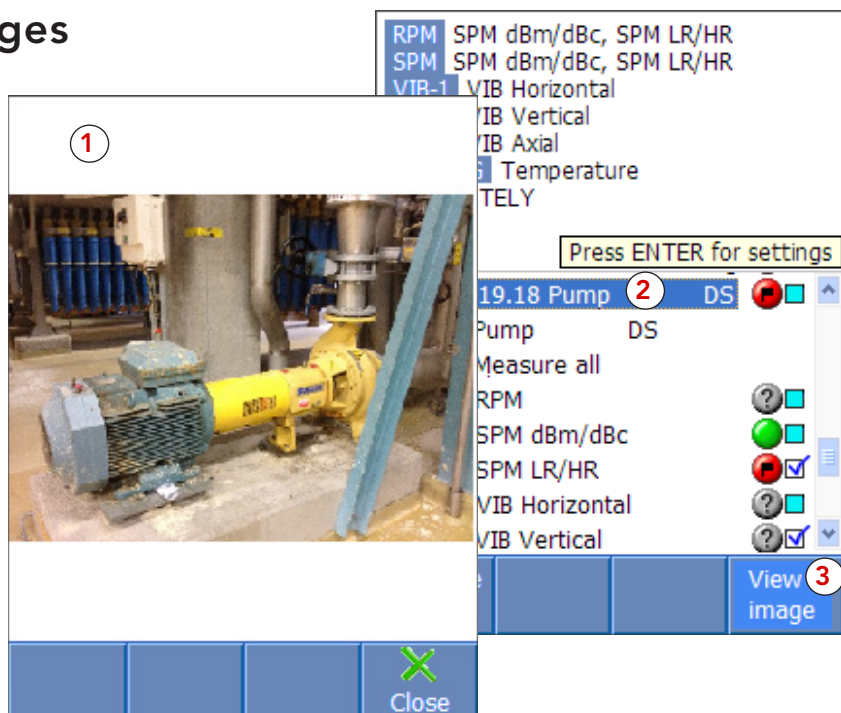 ges
RPM SPM dBm/dBc, SPM LR/HR
SPM SPM dBm/dBc, SPM LR/HR
VIB-1 VIB Horizontal
VIB Vertical
VIB Axial
Temperature
TELY
Press ENTER for settings
19.18 Pump 2 DS
Pump DS
Measure all
RPM
SPM dBm/dBc
SPM LR/HR
VIB Horizontal
VIB Vertical
View 3
image
1
Close